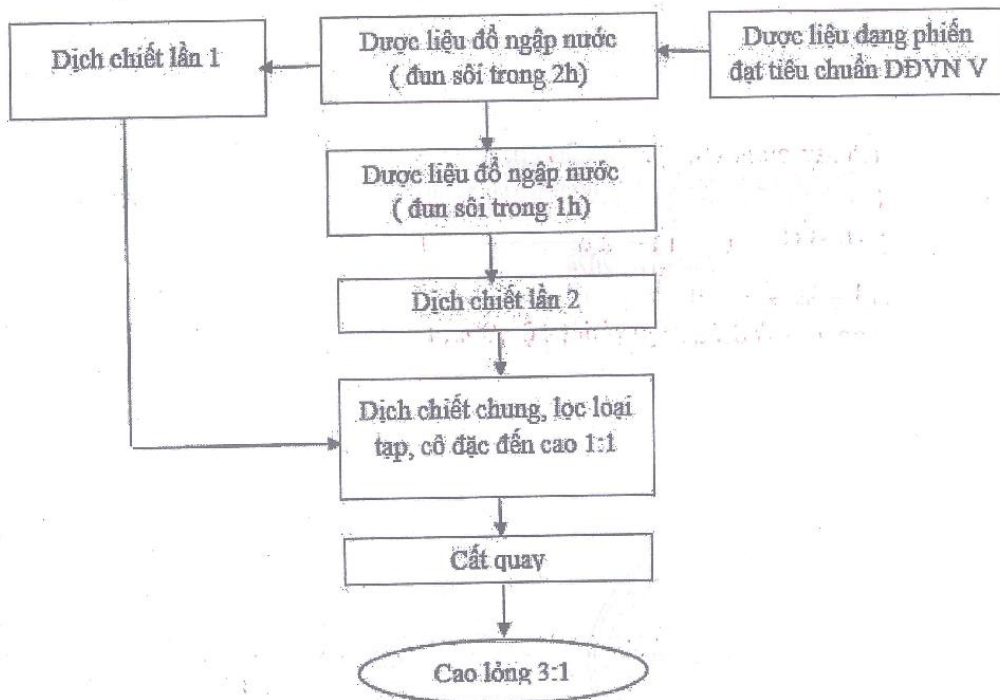 Dịch chiết lần 1
Dược liệu đổ ngập nước
( đun sôi trong 2h)
Dược liệu dạng phiến
đạt tiêu chuẩn DĐVN V
Dược liệu đổ ngập nước
( đun sôi trong 1h)
Dịch chiết lần 2
Dịch chiết chung, lọc loại
tạp, cô đặc đến cao 1:1
Cất quay
Cao lỏng 3:1